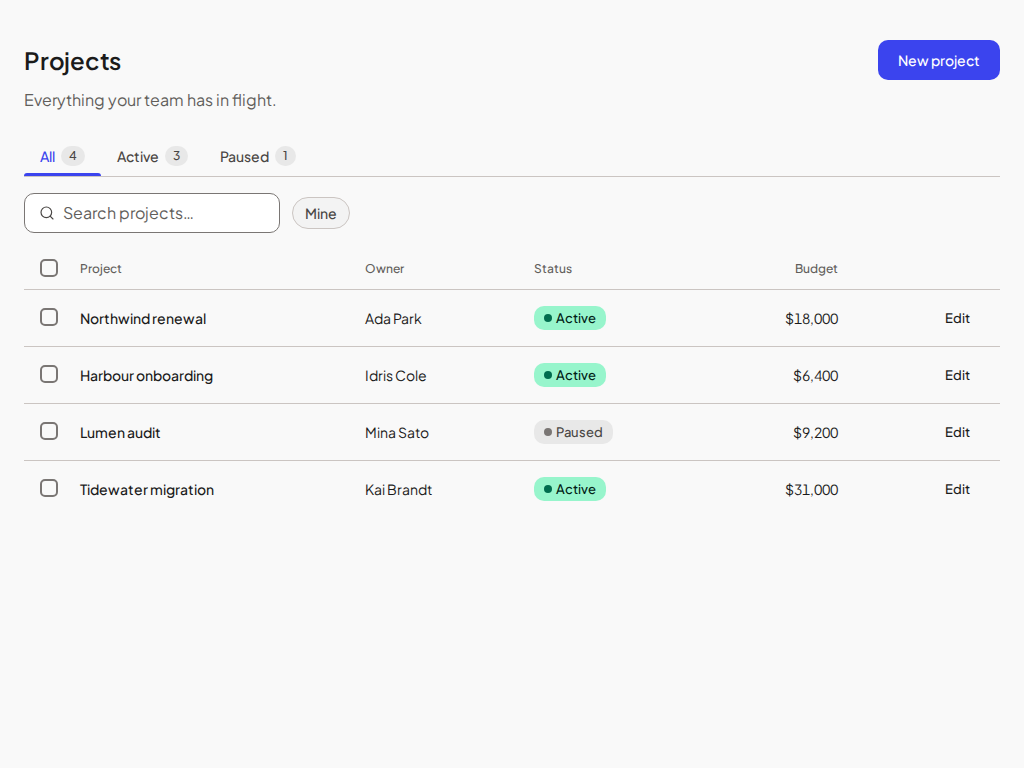 Projects
New project
Everything your team has in flight.
All 4 Active 3 Paused 1
Search projects... Mine
Project Owner Status Budget
Northwind renewal Ada Park Active $18,000 Edit
Harbour onboarding Idris Cole Active $6,400 Edit
Lumen audit Mina Sato Paused $9,200 Edit
Tidewater migration Kai Brandt Active $31,000 Edit